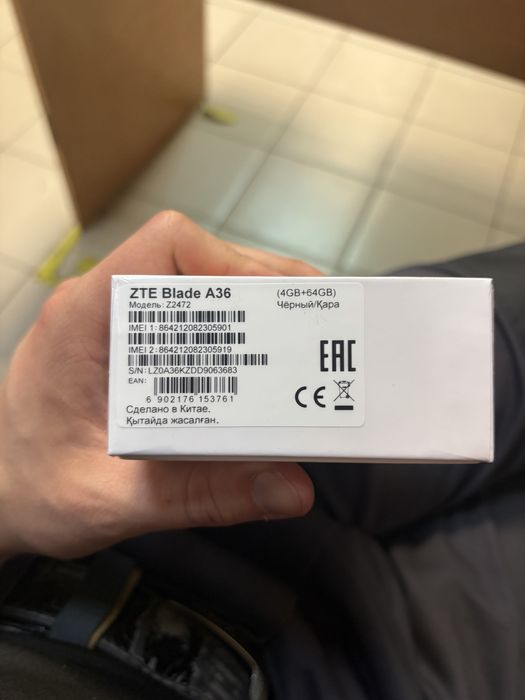 ZTE Blade A36
(4GB+64GB)
Модель: Z2472
Чёрный/Қара
IMEI 1: 864212082305901
IMEI 2: 864212082305919
S/N: LZ0A36KZDD9063683
EAN:
6 902176 153761
Сделано в Китае.
Қытайда жасалған.
EAC
CE